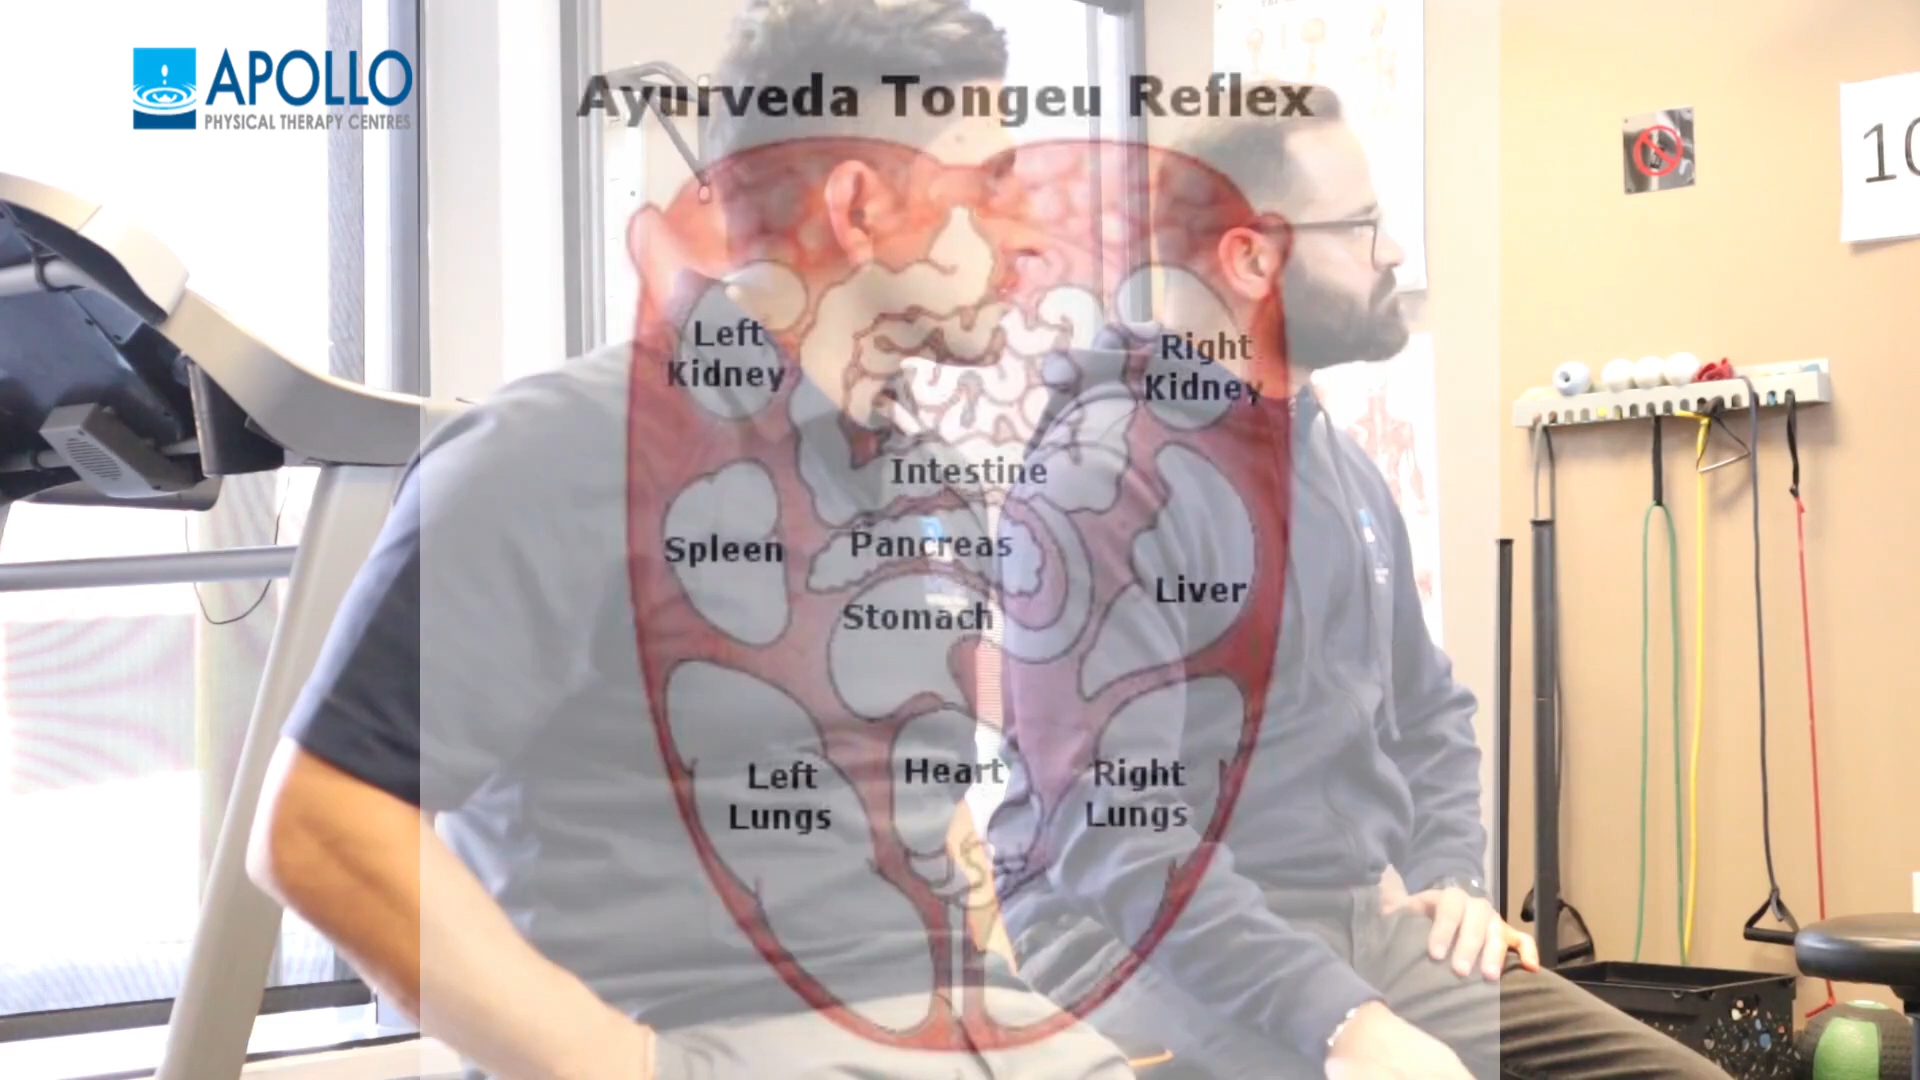 APOLLO
PHYSICAL THERAPY CENTRES
Ayurveda Tongeu Reflex
10
Left
Kidney
Right
Kidney
Intestine
Pancreas
Spleen
Liver
Stomach
Left
Lungs
Heart
Right
Lungs